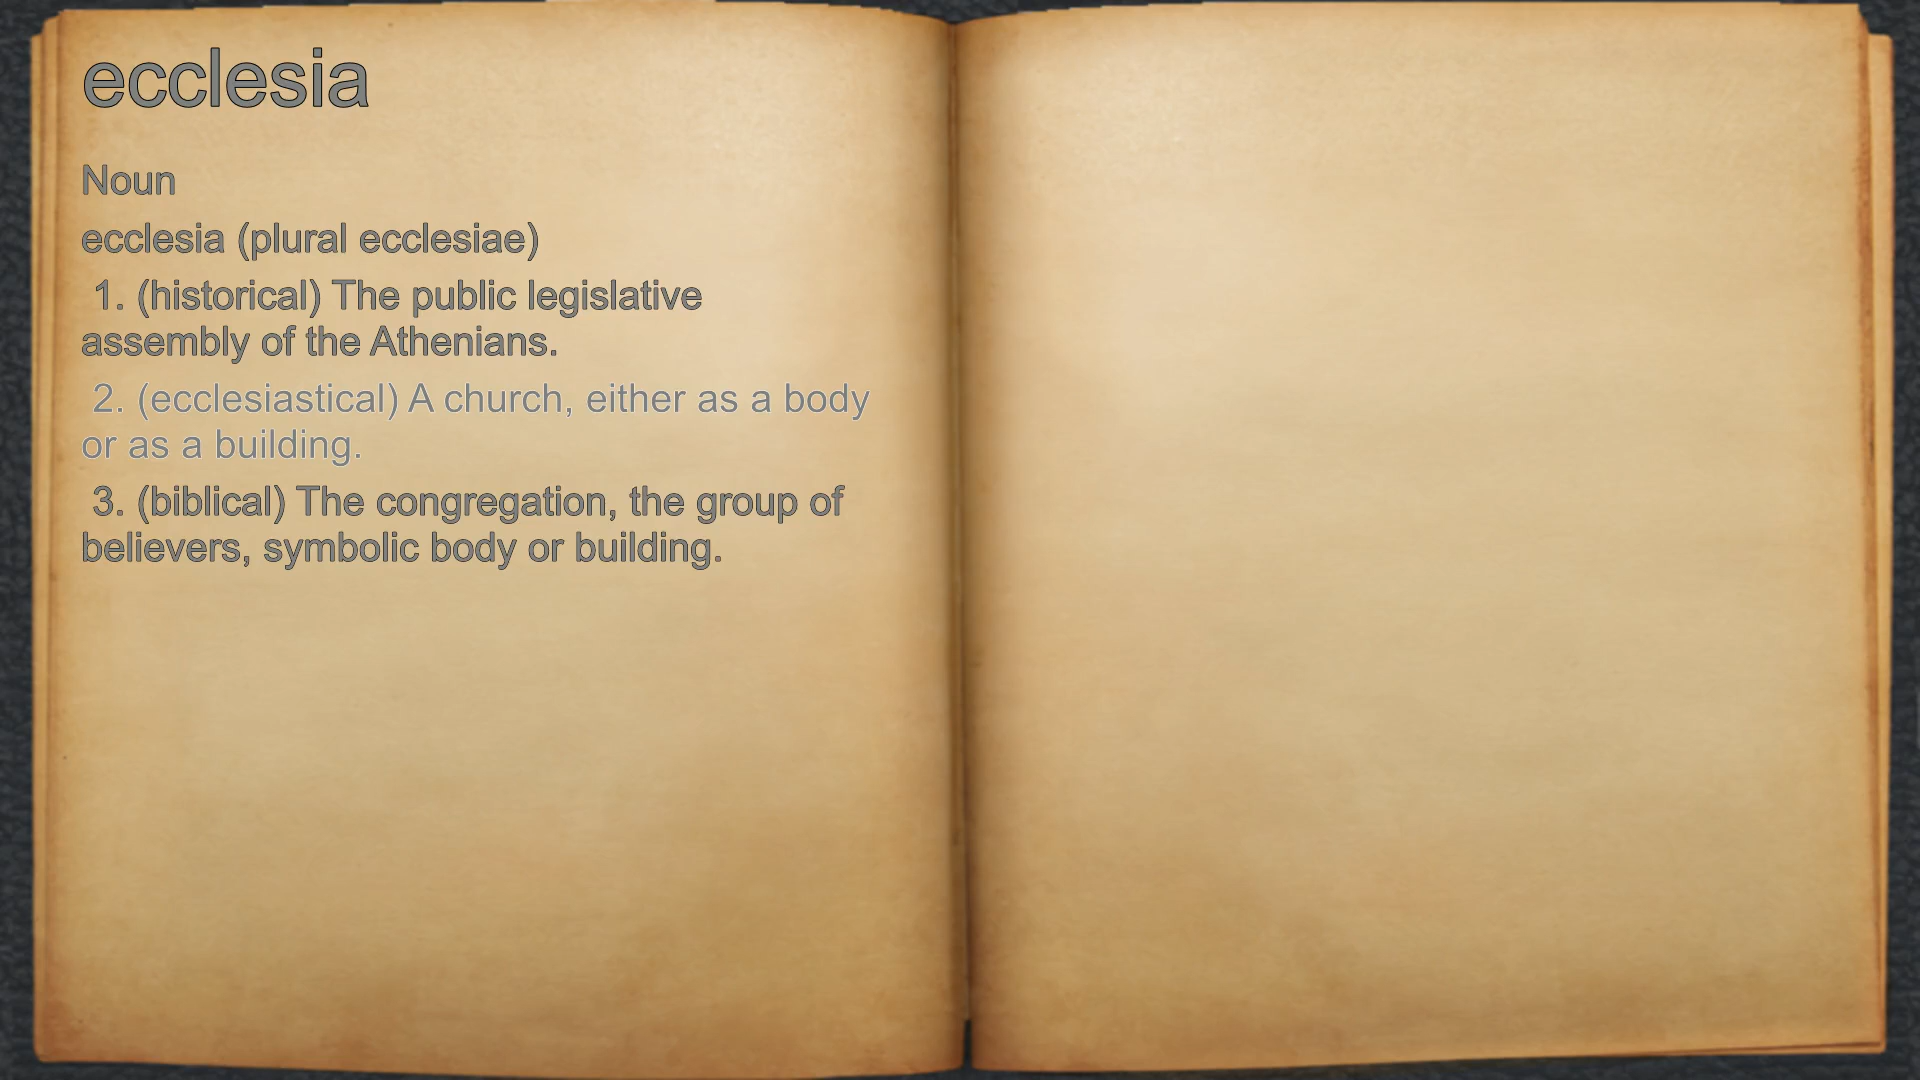 ecclesia
Noun
ecclesia (plural ecclesiae)
1. (historical) The public legislative
assembly of the Athenians.
2. (ecclesiastical) A church, either as a body
or as a building.
3. (biblical) The congregation, the group of
believers, symbolic body or building.